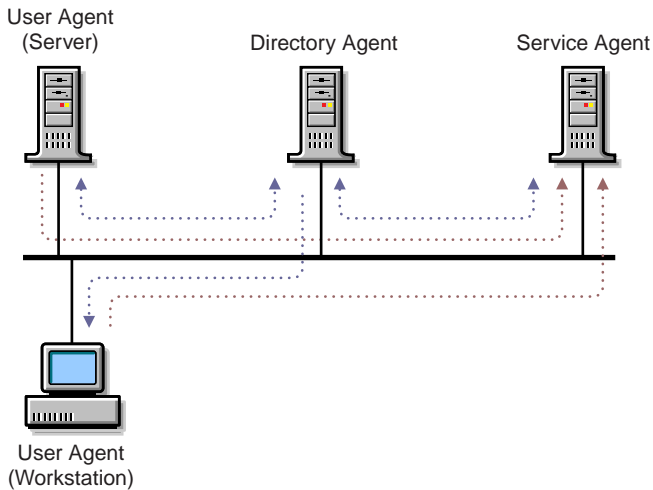 User Agent
(Server)
Directory Agent
Service Agent
User Agent
(Workstation)